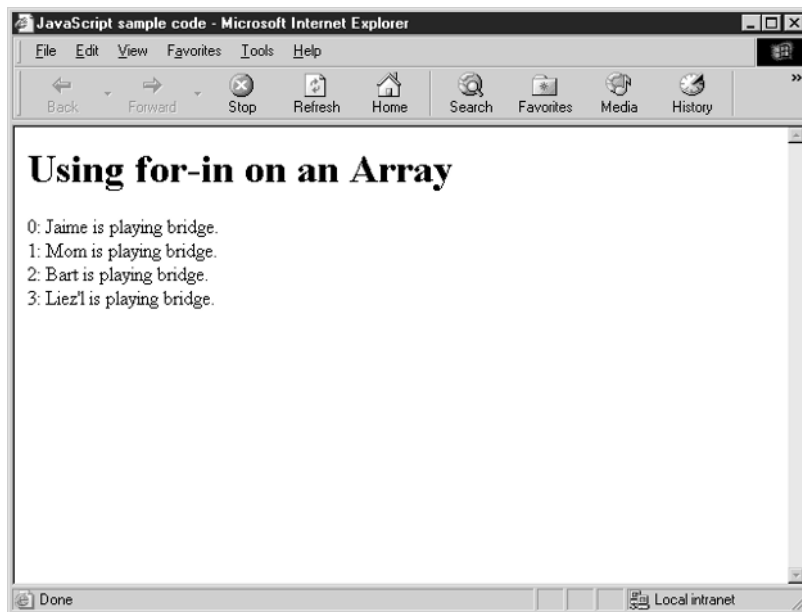 JavaScript sample code - Microsoft Internet Explorer
File Edit View Favorites Tools Help
Back Forward Stop Refresh Home Search Favorites Media History »
Using for-in on an Array
0: Jaime is playing bridge.
1: Mom is playing bridge.
2: Bart is playing bridge.
3: Liez'l is playing bridge.
Done Local intranet